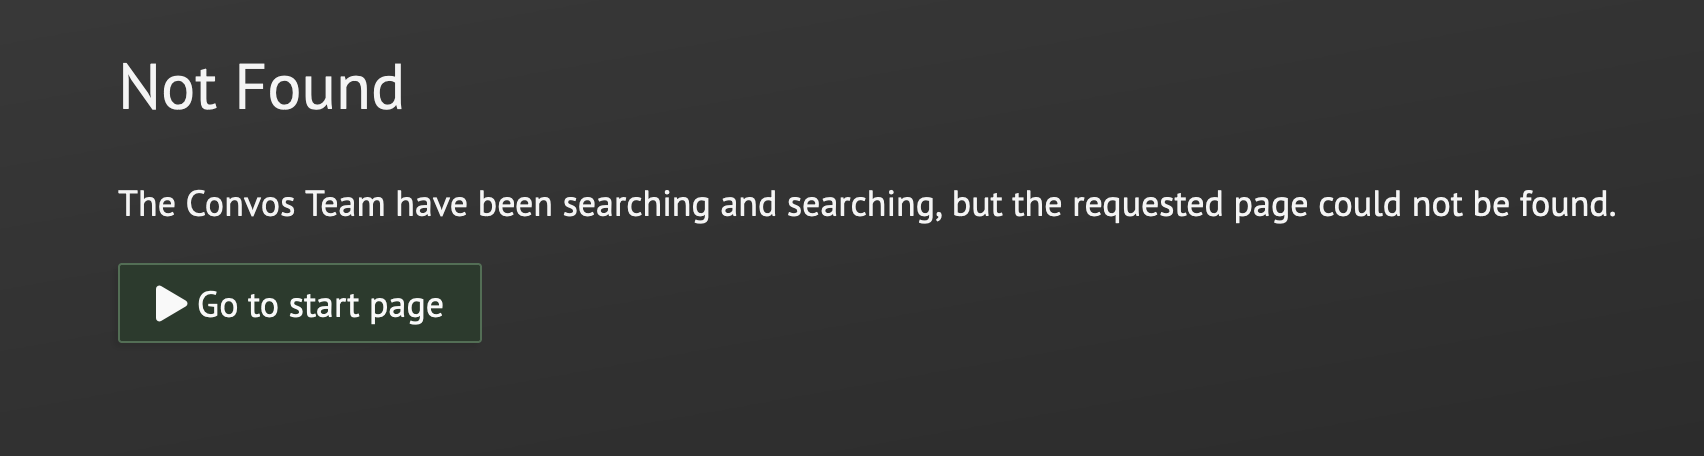 Not Found
The Convos Team have been searching and searching, but the requested page could not be found.
Go to start page